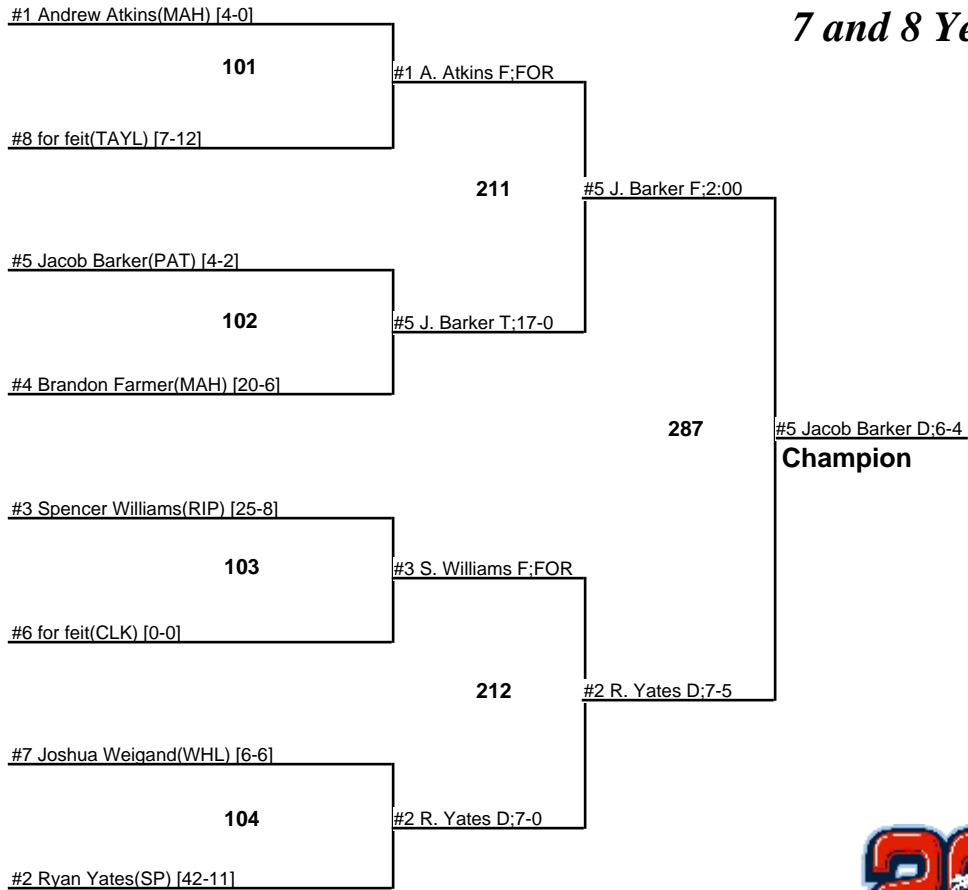 #1 Andrew Atkins(MAH) [4-0]
7 and 8 Ye
101
#1 A. Atkins F;FOR
#8 for feit(TAYL) [7-12]
211
#5 J. Barker F;2:00
#5 Jacob Barker(PAT) [4-2]
102
#5 J. Barker T;17-0
#4 Brandon Farmer(MAH) [20-6]
287
#5 Jacob Barker D;6-4
Champion
#3 Spencer Williams(RIP) [25-8]
103
#3 S. Williams F;FOR
#6 for feit(CLK) [0-0]
212
#2 R. Yates D;7-5
#7 Joshua Weigand(WHL) [6-6]
104
#2 R. Yates D;7-0
#2 Ryan Yates(SP) [42-11]